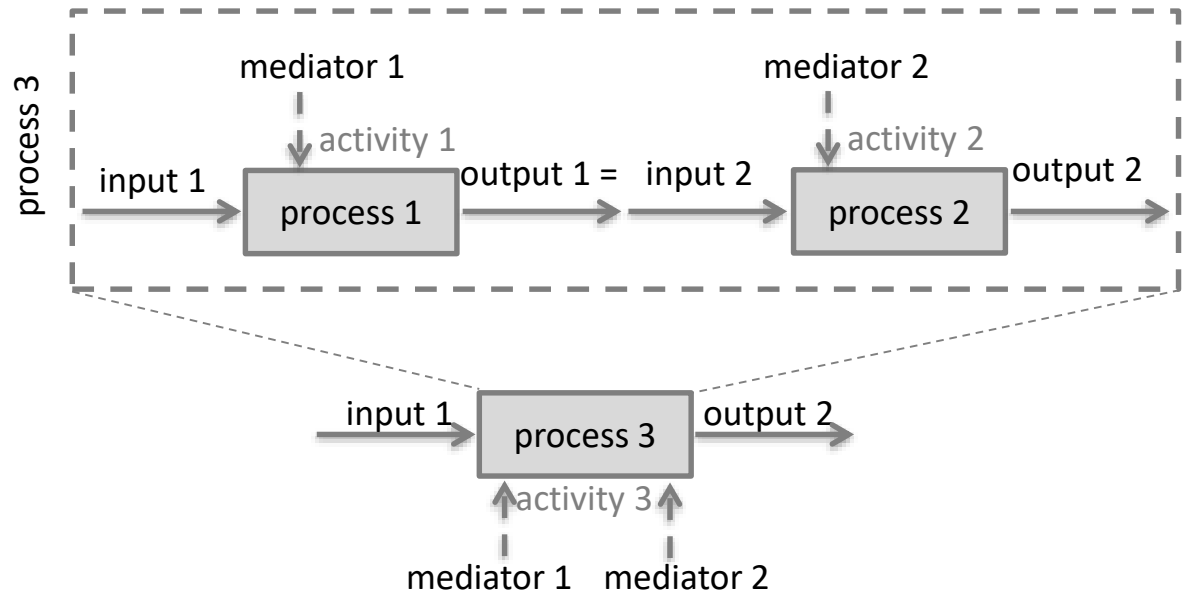 process 3
mediator 1
mediator 2
activity 1
activity 2
input 1
output 1 =
input 2
output 2
process 1
process 2
input 1
output 2
process 3
activity 3
mediator 1
mediator 2